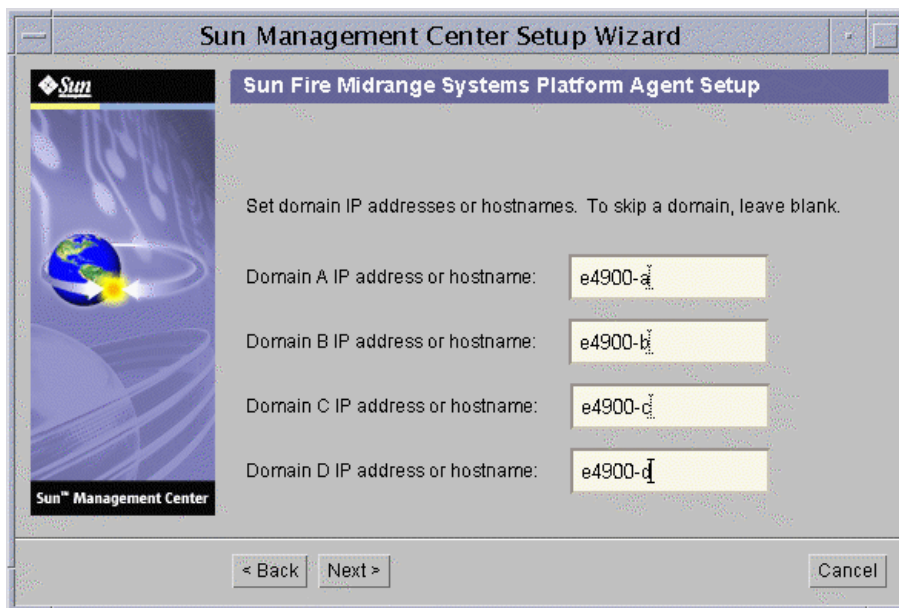 Sun Management Center Setup Wizard
Sun
Sun Fire Midrange Systems Platform Agent Setup
Set domain IP addresses or hostnames. To skip a domain, leave blank.
Domain A IP address or hostname: e4900-a
Domain B IP address or hostname: e4900-b
Domain C IP address or hostname: e4900-c
Domain D IP address or hostname: e4900-d
Sun™ Management Center
< Back Next > Cancel